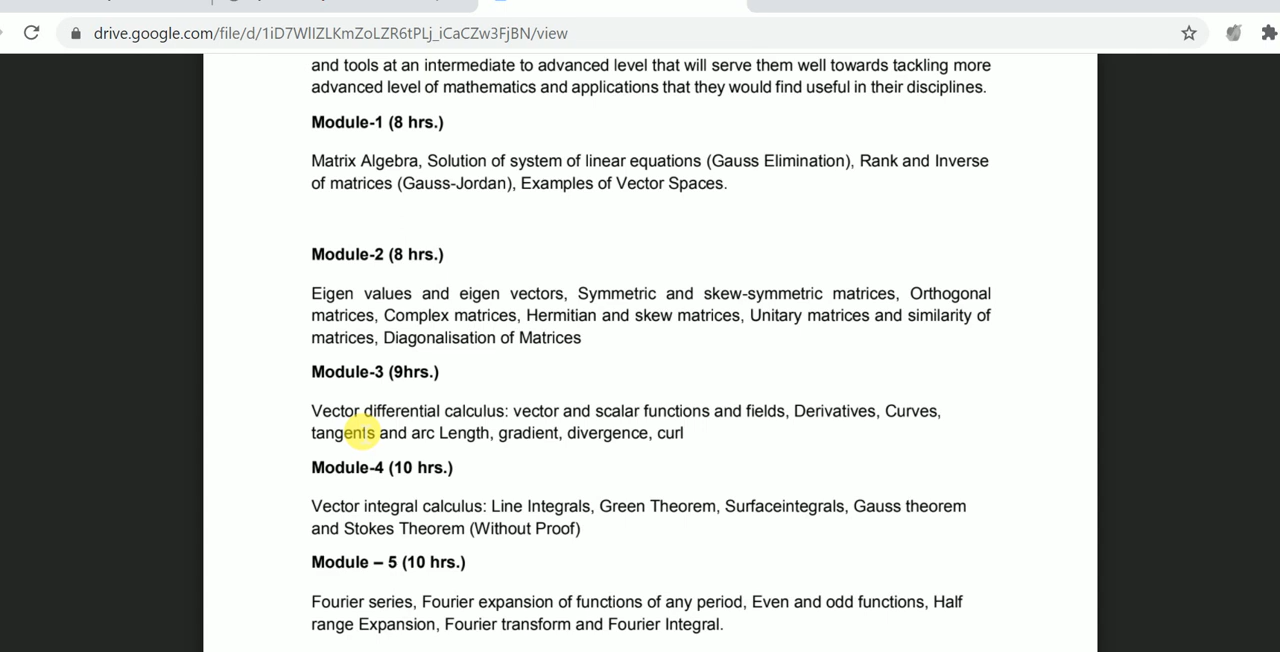 drive.google.com/file/d/1iD7WlIZLKmZoLZR6tPLj_iCaCZw3FjBN/view
and tools at an intermediate to advanced level that will serve them well towards tackling more
advanced level of mathematics and applications that they would find useful in their disciplines.
Module-1 (8 hrs.)
Matrix Algebra, Solution of system of linear equations (Gauss Elimination), Rank and Inverse
of matrices (Gauss-Jordan), Examples of Vector Spaces.
Module-2 (8 hrs.)
Eigen values and eigen vectors, Symmetric and skew-symmetric matrices, Orthogonal
matrices, Complex matrices, Hermitian and skew matrices, Unitary matrices and similarity of
matrices, Diagonalisation of Matrices
Module-3 (9hrs.)
Vector differential calculus: vector and scalar functions and fields, Derivatives, Curves,
tangents and arc Length, gradient, divergence, curl
Module-4 (10 hrs.)
Vector integral calculus: Line Integrals, Green Theorem, Surfaceintegrals, Gauss theorem
and Stokes Theorem (Without Proof)
Module – 5 (10 hrs.)
Fourier series, Fourier expansion of functions of any period, Even and odd functions, Half
range Expansion, Fourier transform and Fourier Integral.